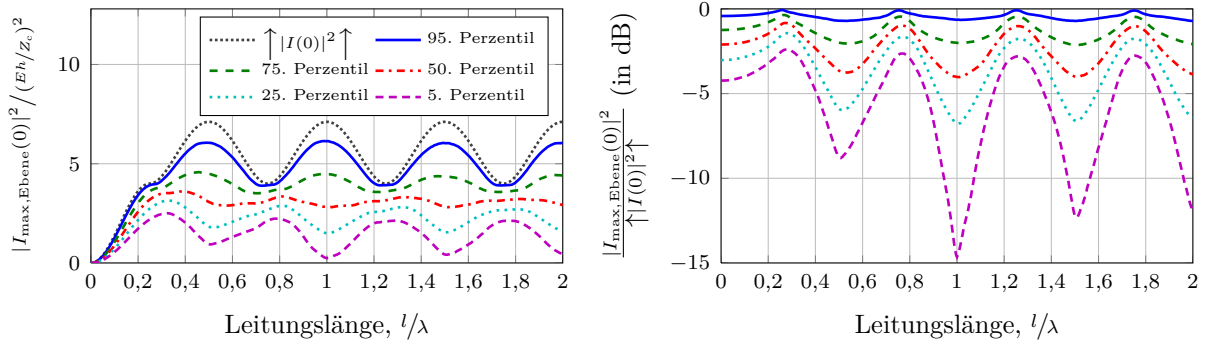 |I_max,Ebene(0)|² / (Eh/Z_c)²
10
5
0
↑|I(0)|²↑ 95. Perzentil
75. Perzentil 50. Perzentil
25. Perzentil 5. Perzentil
0 0,2 0,4 0,6 0,8 1 1,2 1,4 1,6 1,8 2
Leitungslänge, l/λ
|I_max,Ebene(0)|² / ↑|I(0)|²↑ (in dB)
0
−5
−10
−15
0 0,2 0,4 0,6 0,8 1 1,2 1,4 1,6 1,8 2
Leitungslänge, l/λ